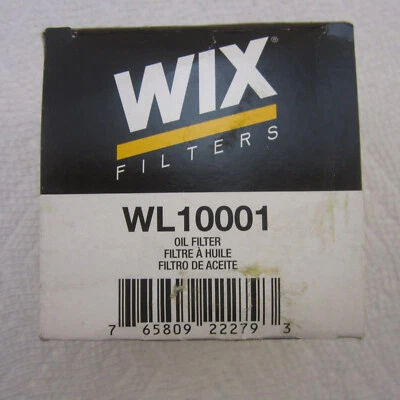 WIX
FILTERS
WL10001
OIL FILTER
FILTRE À HUILE
FILTRO DE ACEITE
7 65809 22279 3